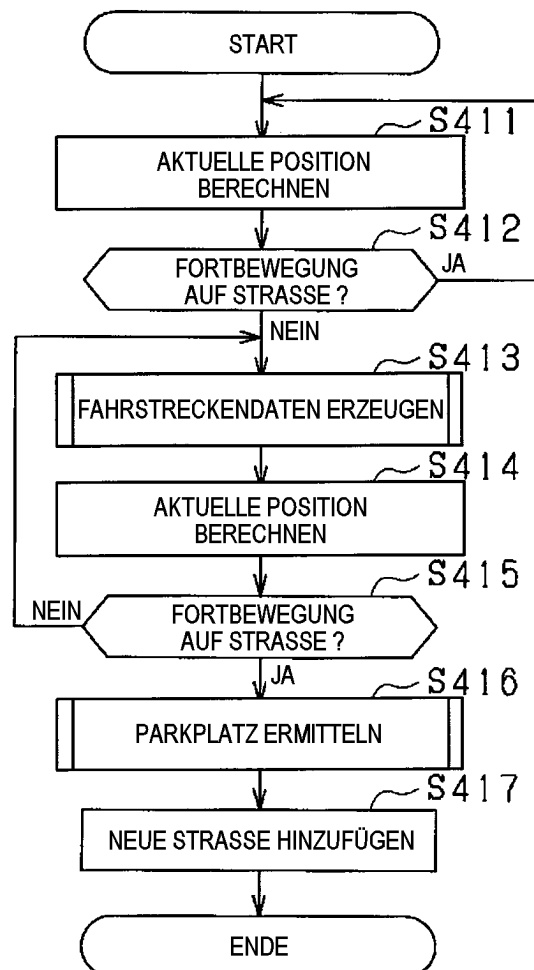 START
S411
AKTUELLE POSITION
BERECHNEN
S412
FORTBEWEGUNG
AUF STRASSE ?
JA
NEIN
S413
FAHRSTRECKENDATEN ERZEUGEN
S414
AKTUELLE POSITION
BERECHNEN
S415
NEIN
FORTBEWEGUNG
AUF STRASSE ?
JA
S416
PARKPLATZ ERMITTELN
S417
NEUE STRASSE HINZUFÜGEN
ENDE